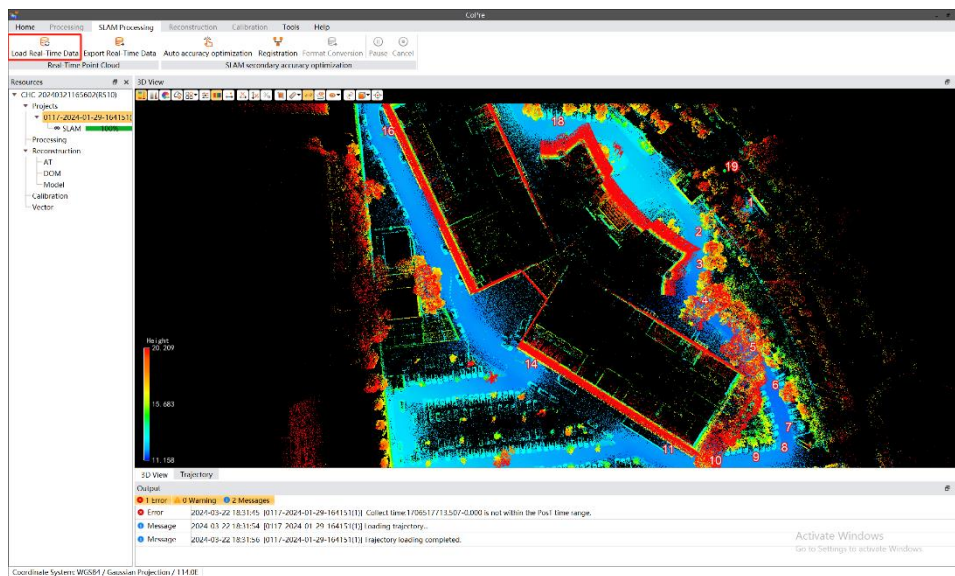 CoPre
Home Processing SLAM Processing Reconstruction Calibration Tools Help
Load Real-Time Data Export Real-Time Data Auto accuracy optimization Registration Format Conversion Pause Cancel
Real-Time Point Cloud SLAM secondary accuracy optimization
Resources 3D View
CHC 20240321165602(RS10)
Projects
0117-2024-01-29-164151(
SLAM 100%
Processing
Reconstruction
AT
DOM
Model
Calibration
Vector
18
16
19
1
2
3
5
6
7
8
9
10
11
14
Height
20.209
15.683
11.158
3D View Trajectory
Output
1 Error 0 Warning 2 Messages
Error 2024-03-22 18:31:45 [0117-2024-01-29-164151(1)] Collect time:1706517713.507-0.000 is not within the PosT time range.
Message 2024-03-22 18:31:54 [0117-2024-01-29-164151(1)] Loading trajectory...
Message 2024-03-22 18:31:56 [0117-2024-01-29-164151(1)] Trajectory loading completed.
Activate Windows
Go to Settings to activate Windows.
Coordinate System: WGS84 / Gaussian Projection / 114.0E